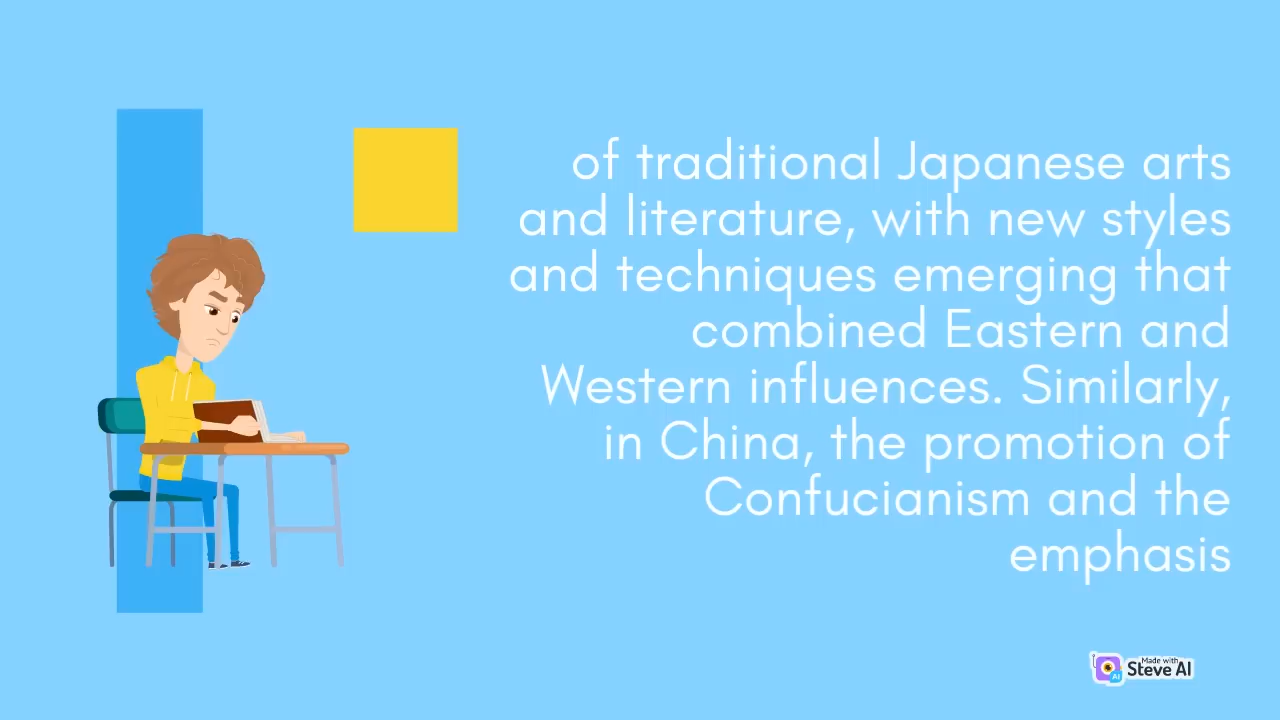 of traditional Japanese arts
and literature, with new styles
and techniques emerging that
combined Eastern and
Western influences. Similarly,
in China, the promotion of
Confucianism and the
emphasis
Made with
Steve AI
AI